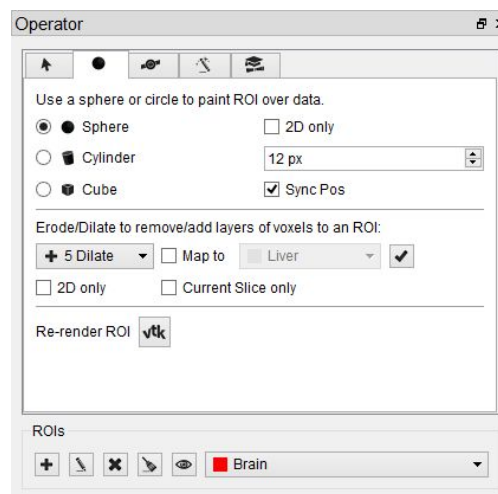 Operator
Use a sphere or circle to paint ROI over data.
Sphere
2D only
Cylinder
12 px
Cube
Sync Pos
Erode/Dilate to remove/add layers of voxels to an ROI:
5 Dilate
Map to
Liver
2D only
Current Slice only
Re-render ROI
vtk
ROIs
Brain